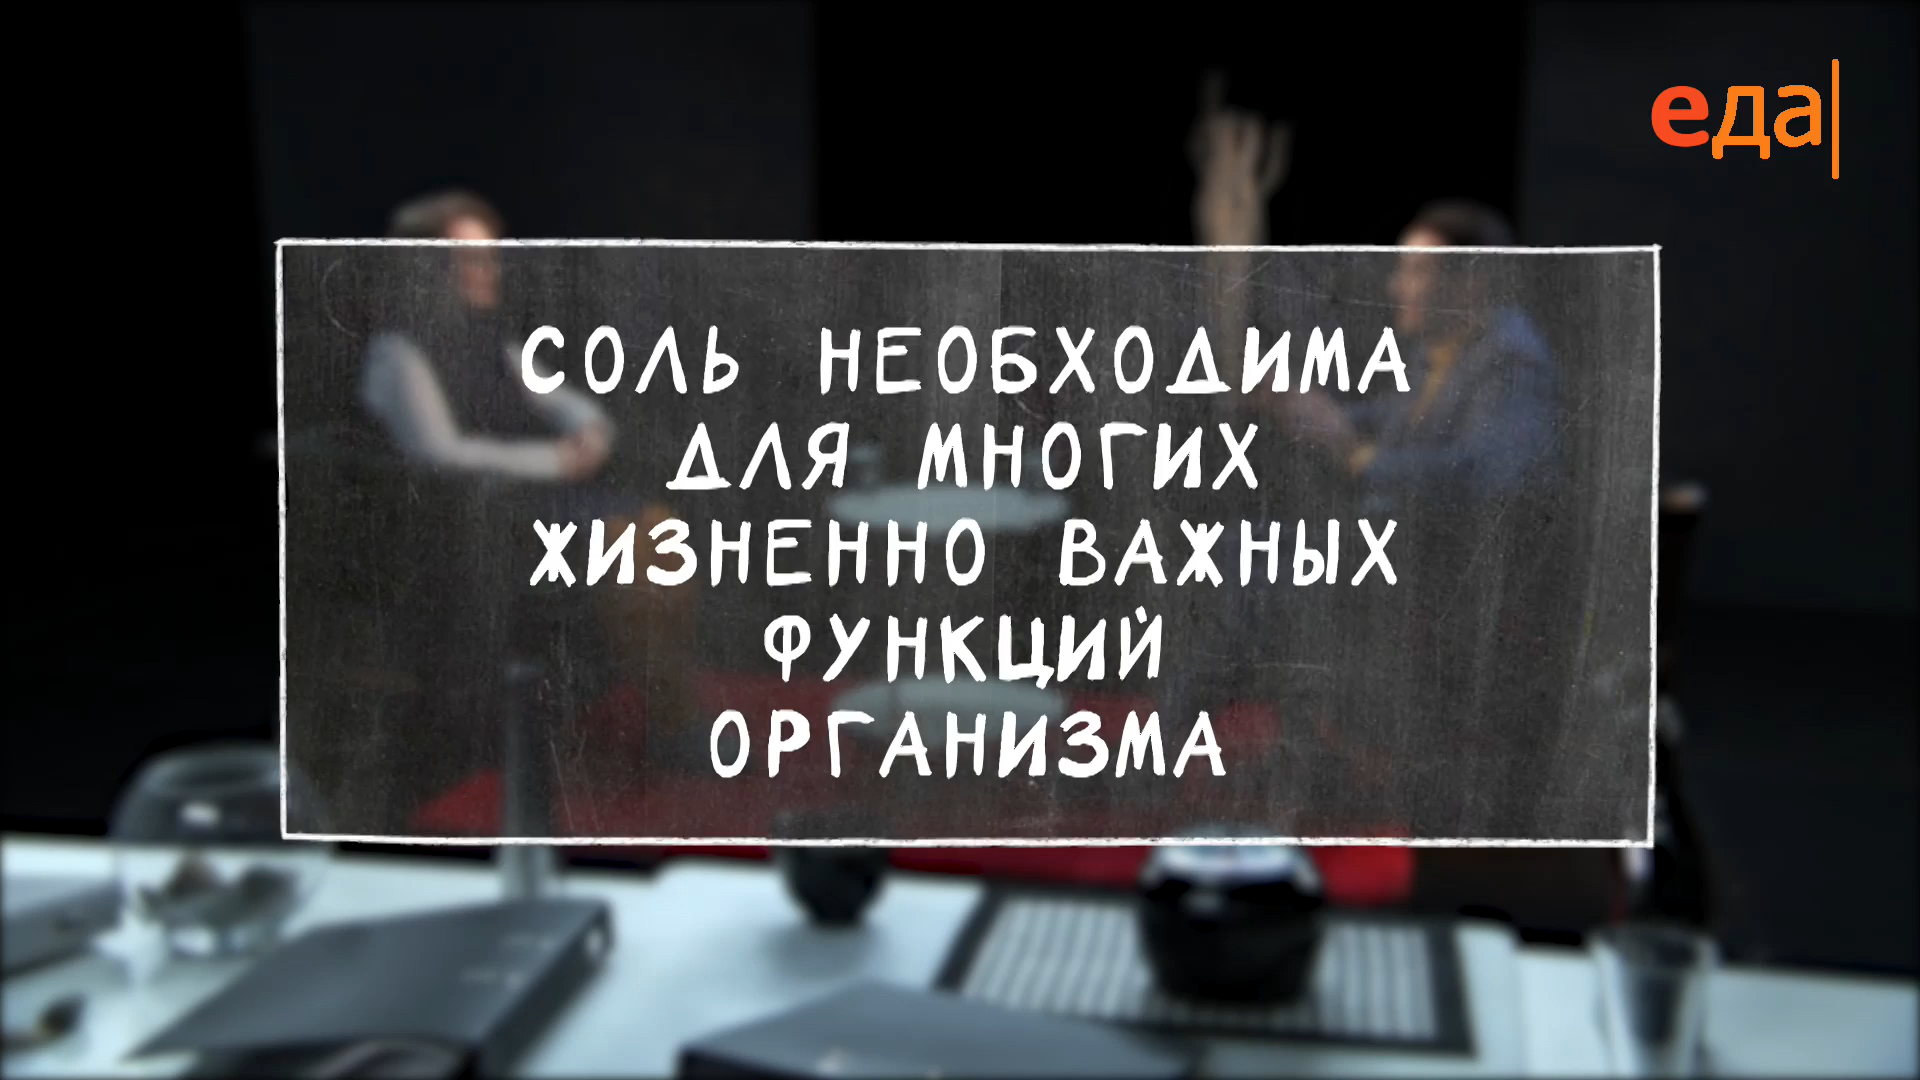 еда
СОЛЬ НЕОБХОДИМА
ДЛЯ МНОГИХ
ЖИЗНЕННО ВАЖНЫХ
ФУНКЦИЙ
ОРГАНИЗМА